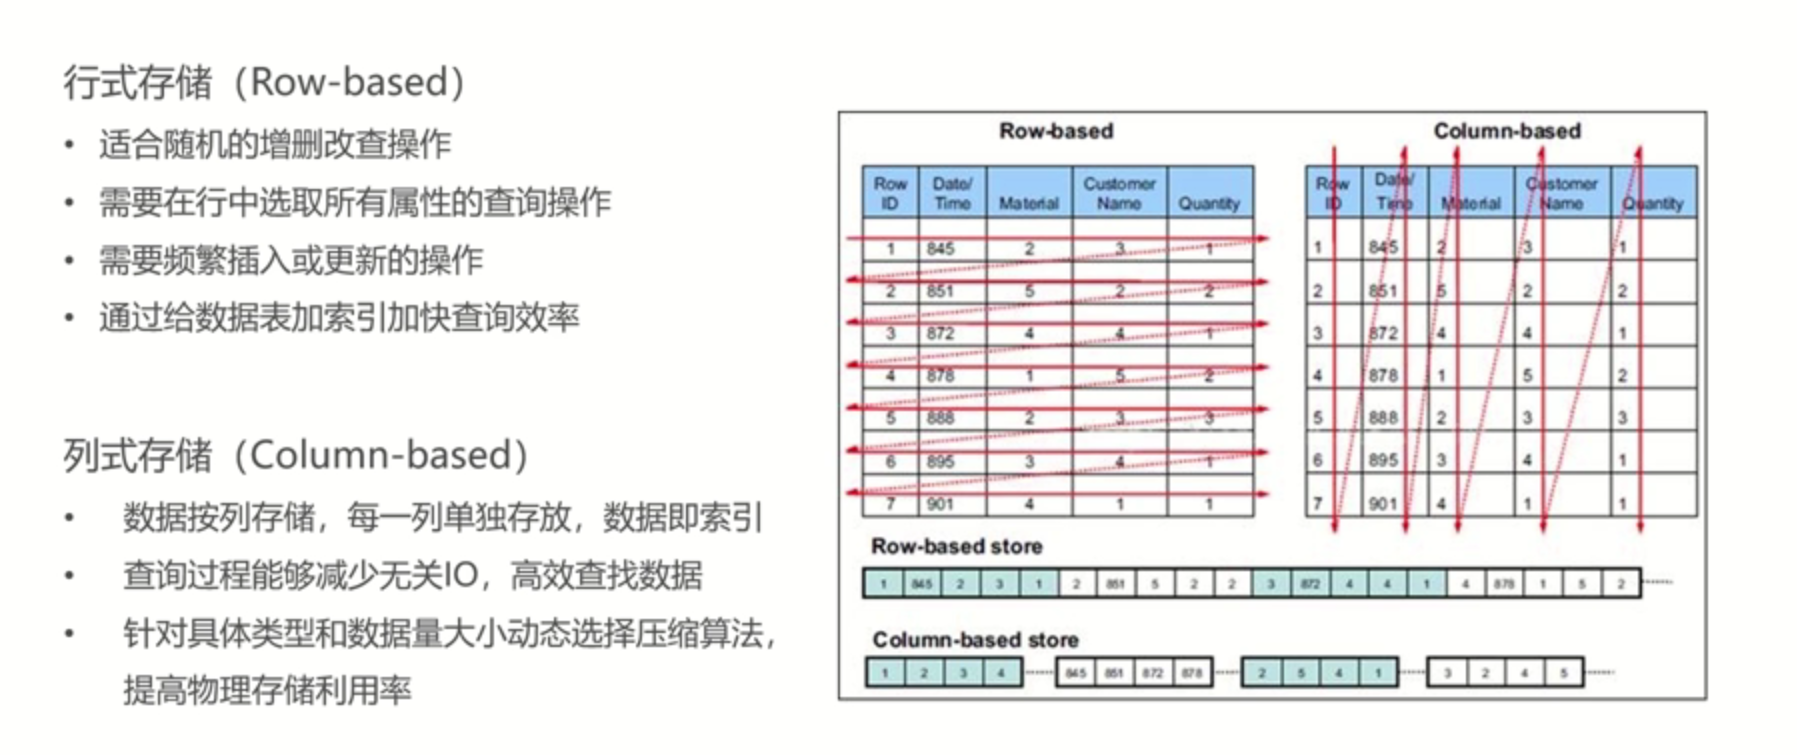 行式存储（Row-based）
• 适合随机的增删改查操作
• 需要在行中选取所有属性的查询操作
• 需要频繁插入或更新的操作
• 通过给数据表加索引加快查询效率
列式存储（Column-based）
• 数据按列存储，每一列单独存放，数据即索引
• 查询过程能够减少无关IO，高效查找数据
• 针对具体类型和数据量大小动态选择压缩算法，
提高物理存储利用率
Row-based
Row ID Date/ Time Material Customer Name Quantity
1 845 2 3 1
2 851 5 2 2
3 872 4 4 1
4 878 1 5 2
5 888 2 3 3
6 895 3 4 1
7 901 4 1 1
Column-based
Row ID Date/ Time Material Customer Name Quantity
1 845 2 3 1
2 851 5 2 2
3 872 4 4 1
4 878 1 5 2
5 888 2 3 3
6 895 3 4 1
7 901 4 1 1
Row-based store
1 845 2 3 1 2 851 5 2 2 3 872 4 4 1 4 878 1 5 2
Column-based store
1 2 3 4 845 851 872 878 2 5 4 1 3 2 4 5